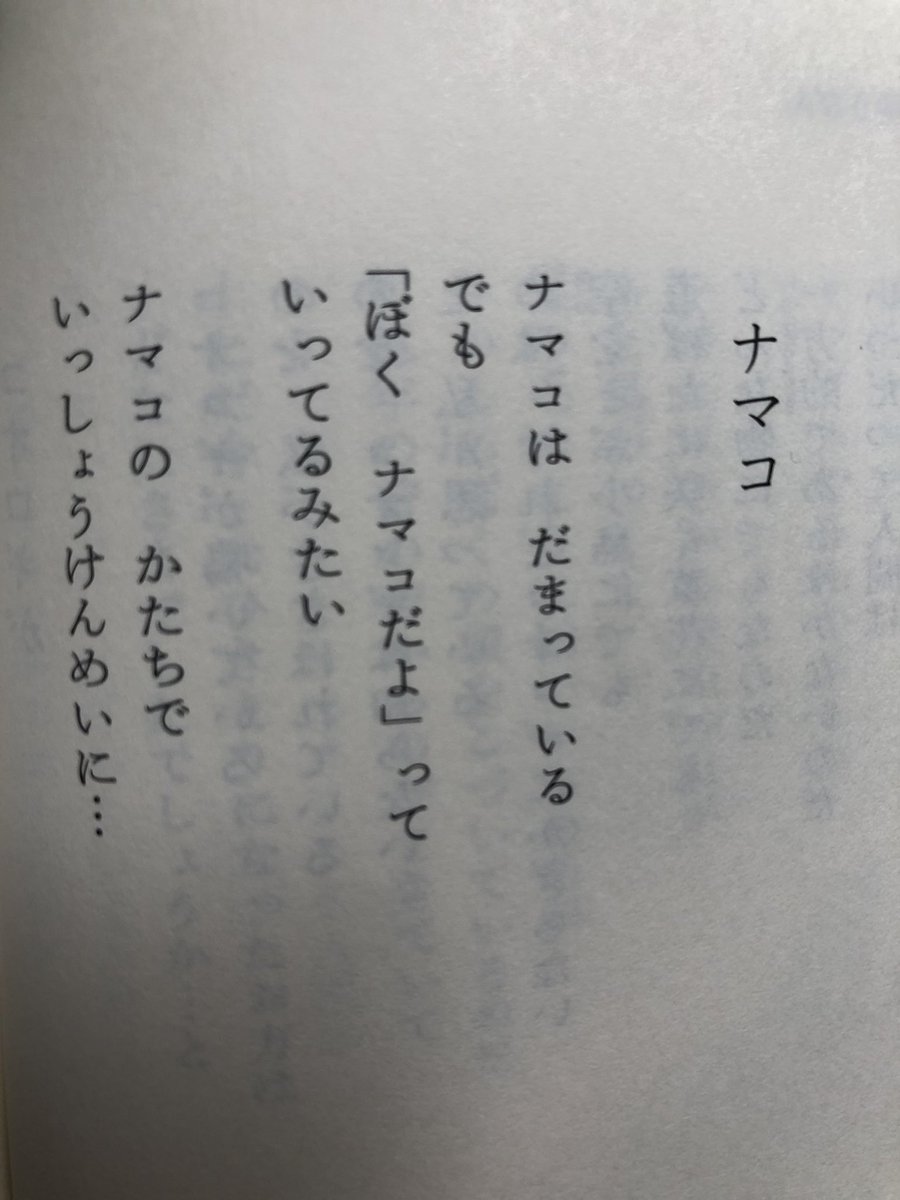 ナマコ
ナマコは　だまっている
でも
「ぼく　ナマコだよ」って
いってるみたい
ナマコの　かたちで
いっしょうけんめいに…